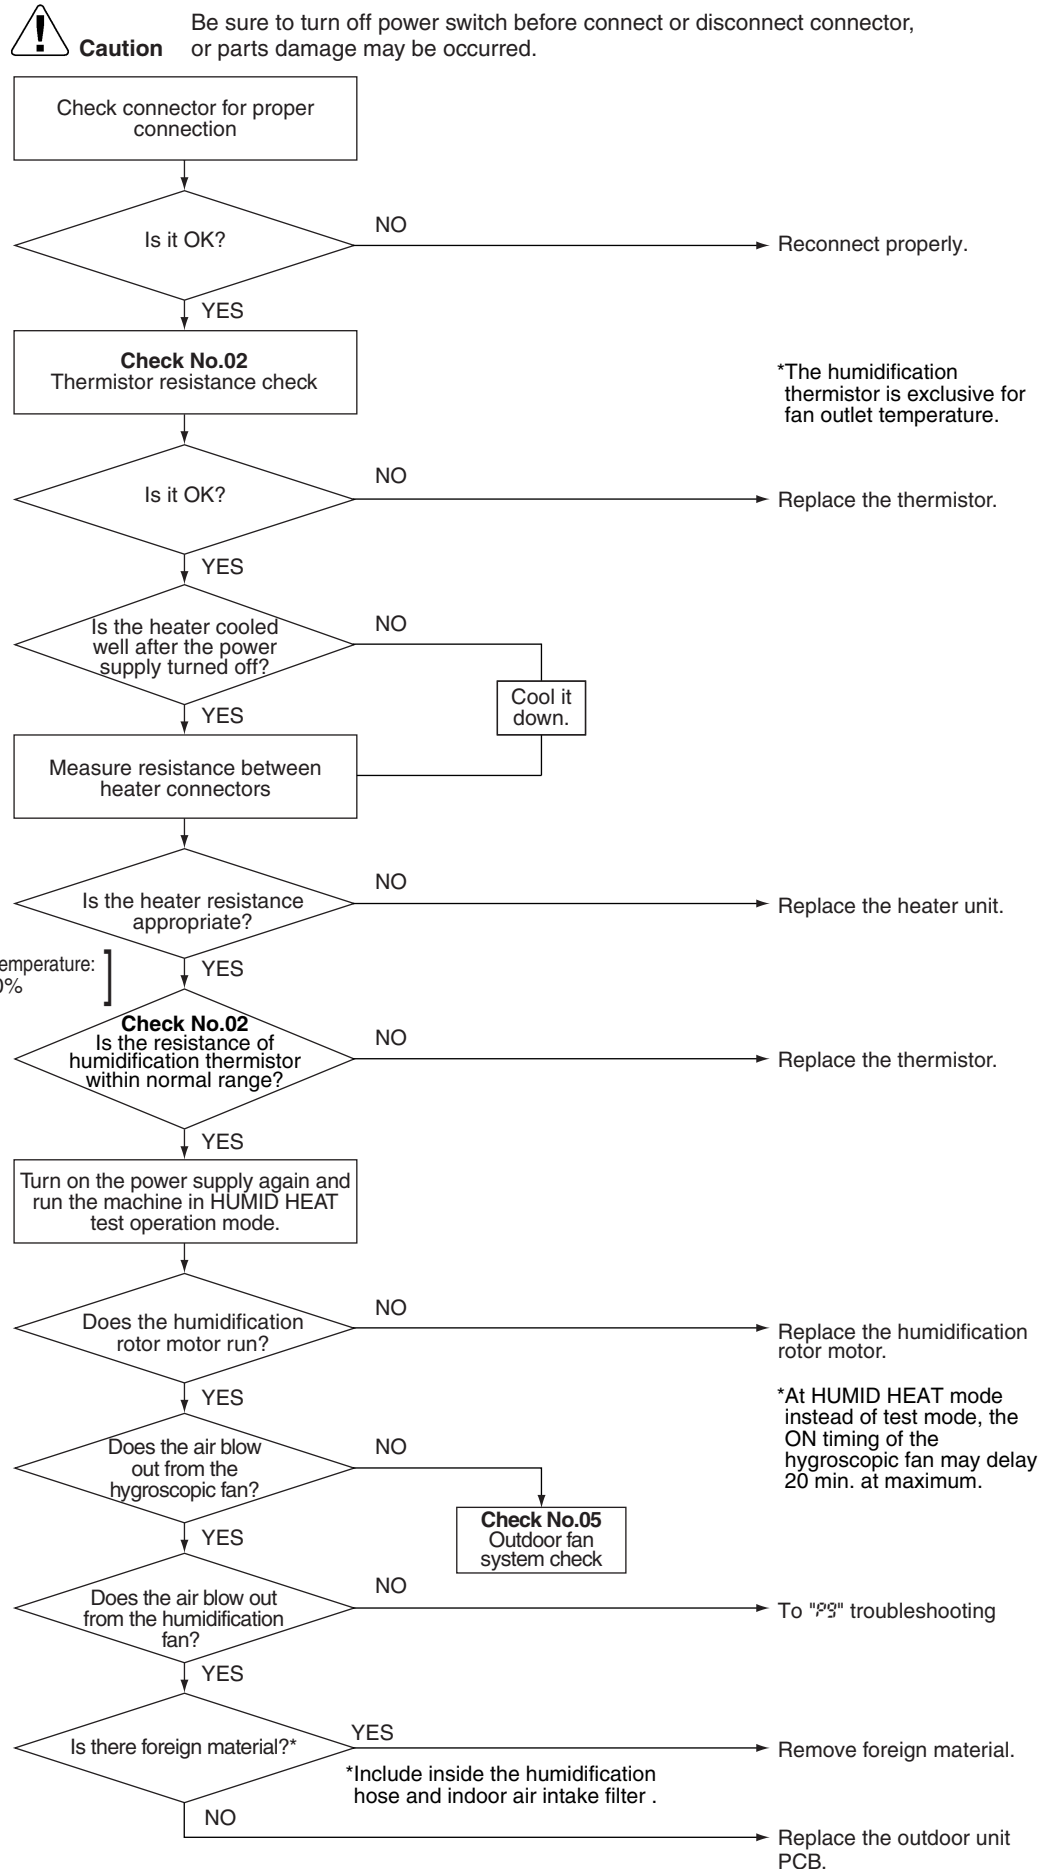 Be sure to turn off power switch before connect or disconnect connector,
Caution or parts damage may be occurred.
Check connector for proper
connection
Is it OK?
NO
Reconnect properly.
YES
Check No.02
Thermistor resistance check
*The humidification
thermistor is exclusive for
fan outlet temperature.
Is it OK?
NO
Replace the thermistor.
YES
Is the heater cooled
well after the power
supply turned off?
NO
Cool it
down.
YES
Measure resistance between
heater connectors
Is the heater resistance
appropriate?
NO
Replace the heater unit.
emperature:
0%
]
YES
Check No.02
Is the resistance of
humidification thermistor
within normal range?
NO
Replace the thermistor.
YES
Turn on the power supply again and
run the machine in HUMID HEAT
test operation mode.
Does the humidification
rotor motor run?
NO
Replace the humidification
rotor motor.
YES
*At HUMID HEAT mode
instead of test mode, the
ON timing of the
hygroscopic fan may delay
20 min. at maximum.
Does the air blow
out from the
hygroscopic fan?
NO
Check No.05
Outdoor fan
system check
YES
Does the air blow out
from the humidification
fan?
NO
To "P9" troubleshooting
YES
Is there foreign material?*
YES
Remove foreign material.
*Include inside the humidification
hose and indoor air intake filter .
NO
Replace the outdoor unit
PCB.